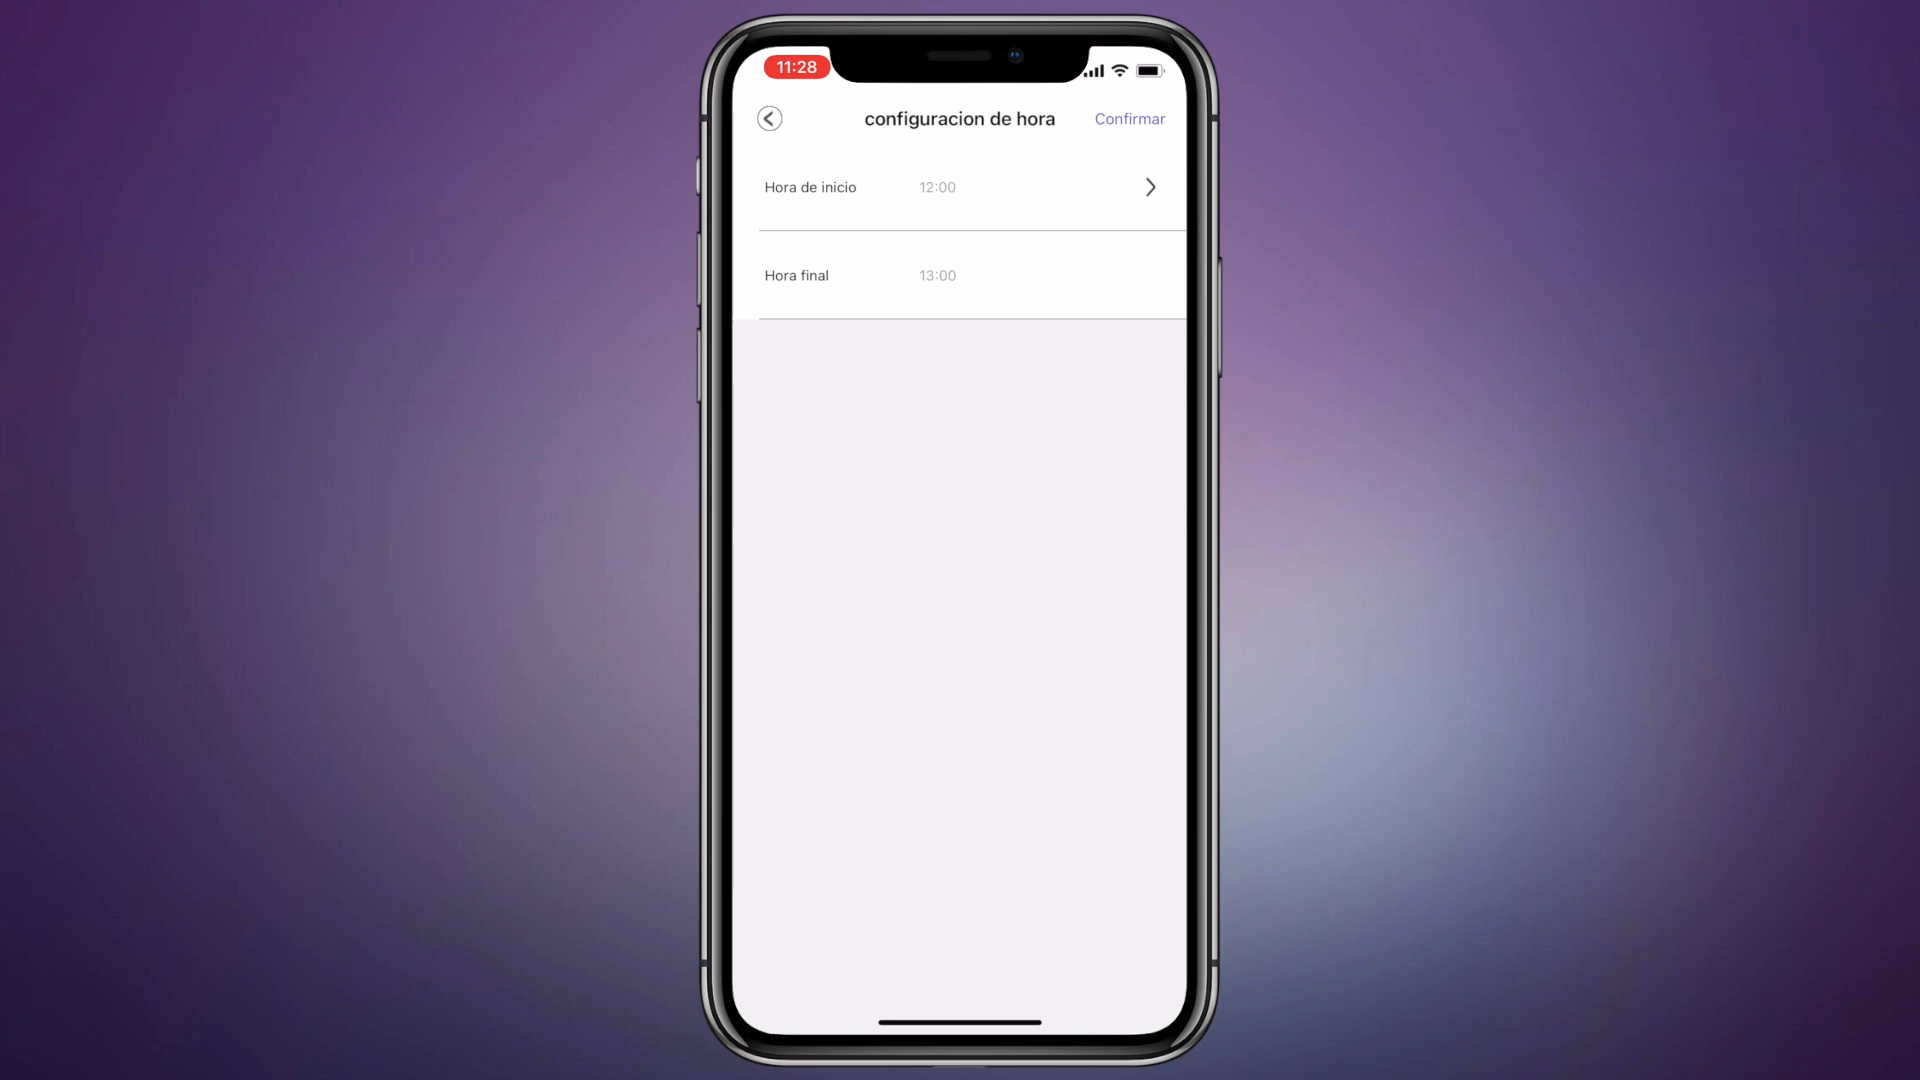 11:28
configuracion de hora
Confirmar
Hora de inicio 12:00
Hora final 13:00